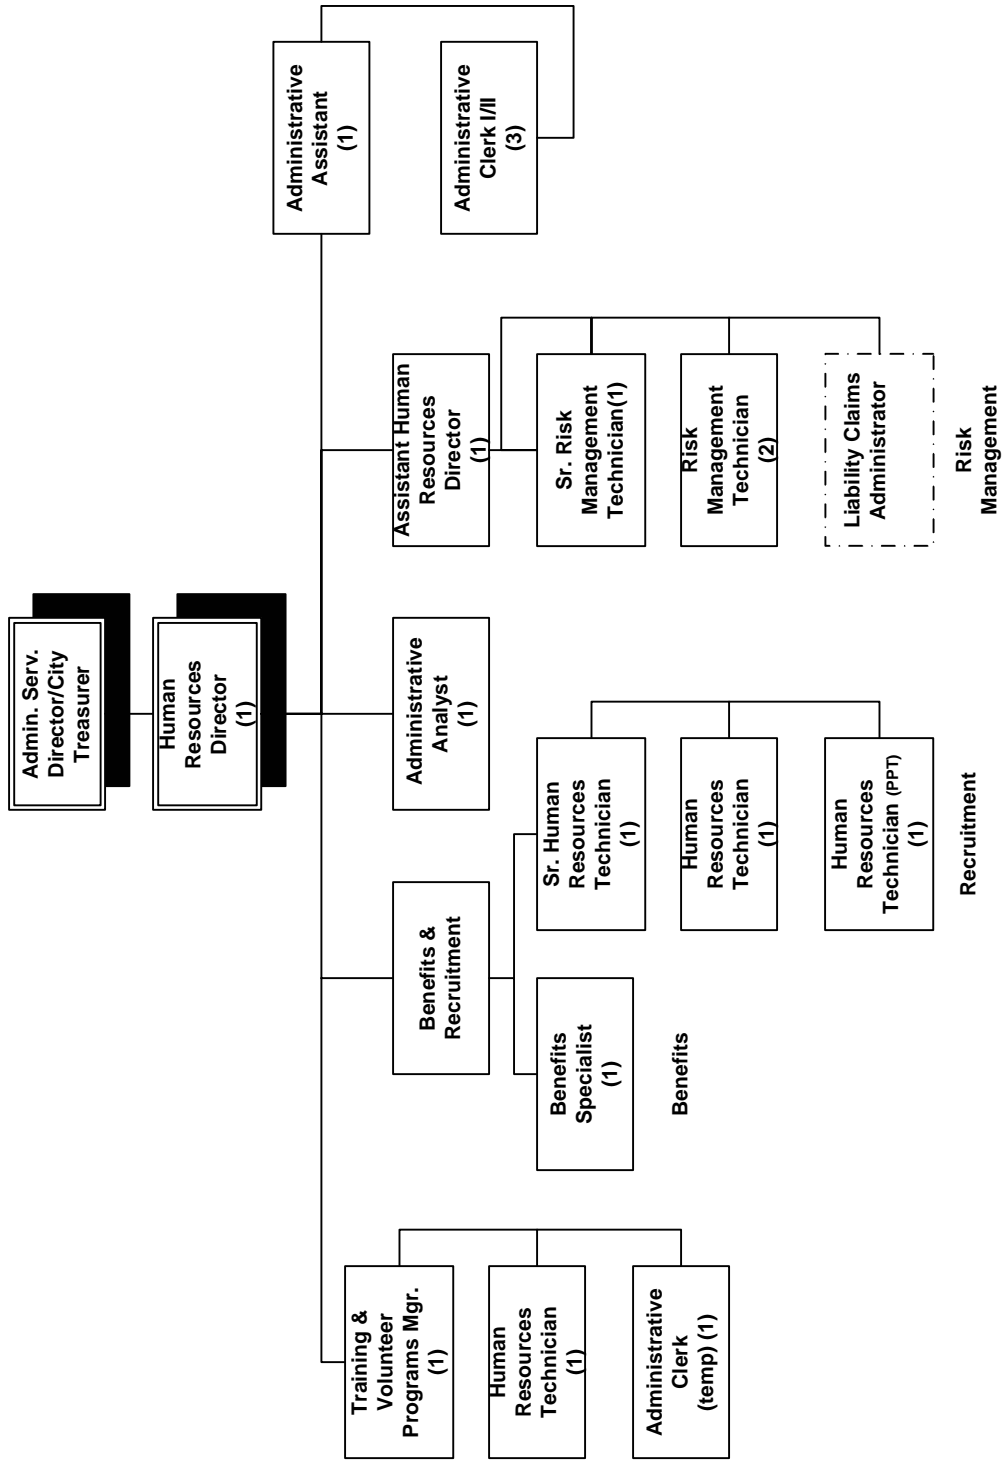 Admin. Serv.
Director/City
Treasurer
Human
Resources
Director
(1)
Training &
Volunteer
Programs Mgr.
(1)
Human
Resources
Technician
(1)
Administrative
Clerk
(temp) (1)
Benefits &
Recruitment
Benefits
Specialist
(1)
Benefits
Sr. Human
Resources
Technician
(1)
Human
Resources
Technician
(1)
Human
Resources
Technician (PPT)
(1)
Recruitment
Administrative
Analyst
(1)
Assistant Human
Resources
Director
(1)
Sr. Risk
Management
Technician(1)
Risk
Management
Technician
(2)
Liability Claims
Administrator
Risk
Management
Administrative
Assistant
(1)
Administrative
Clerk I/II
(3)